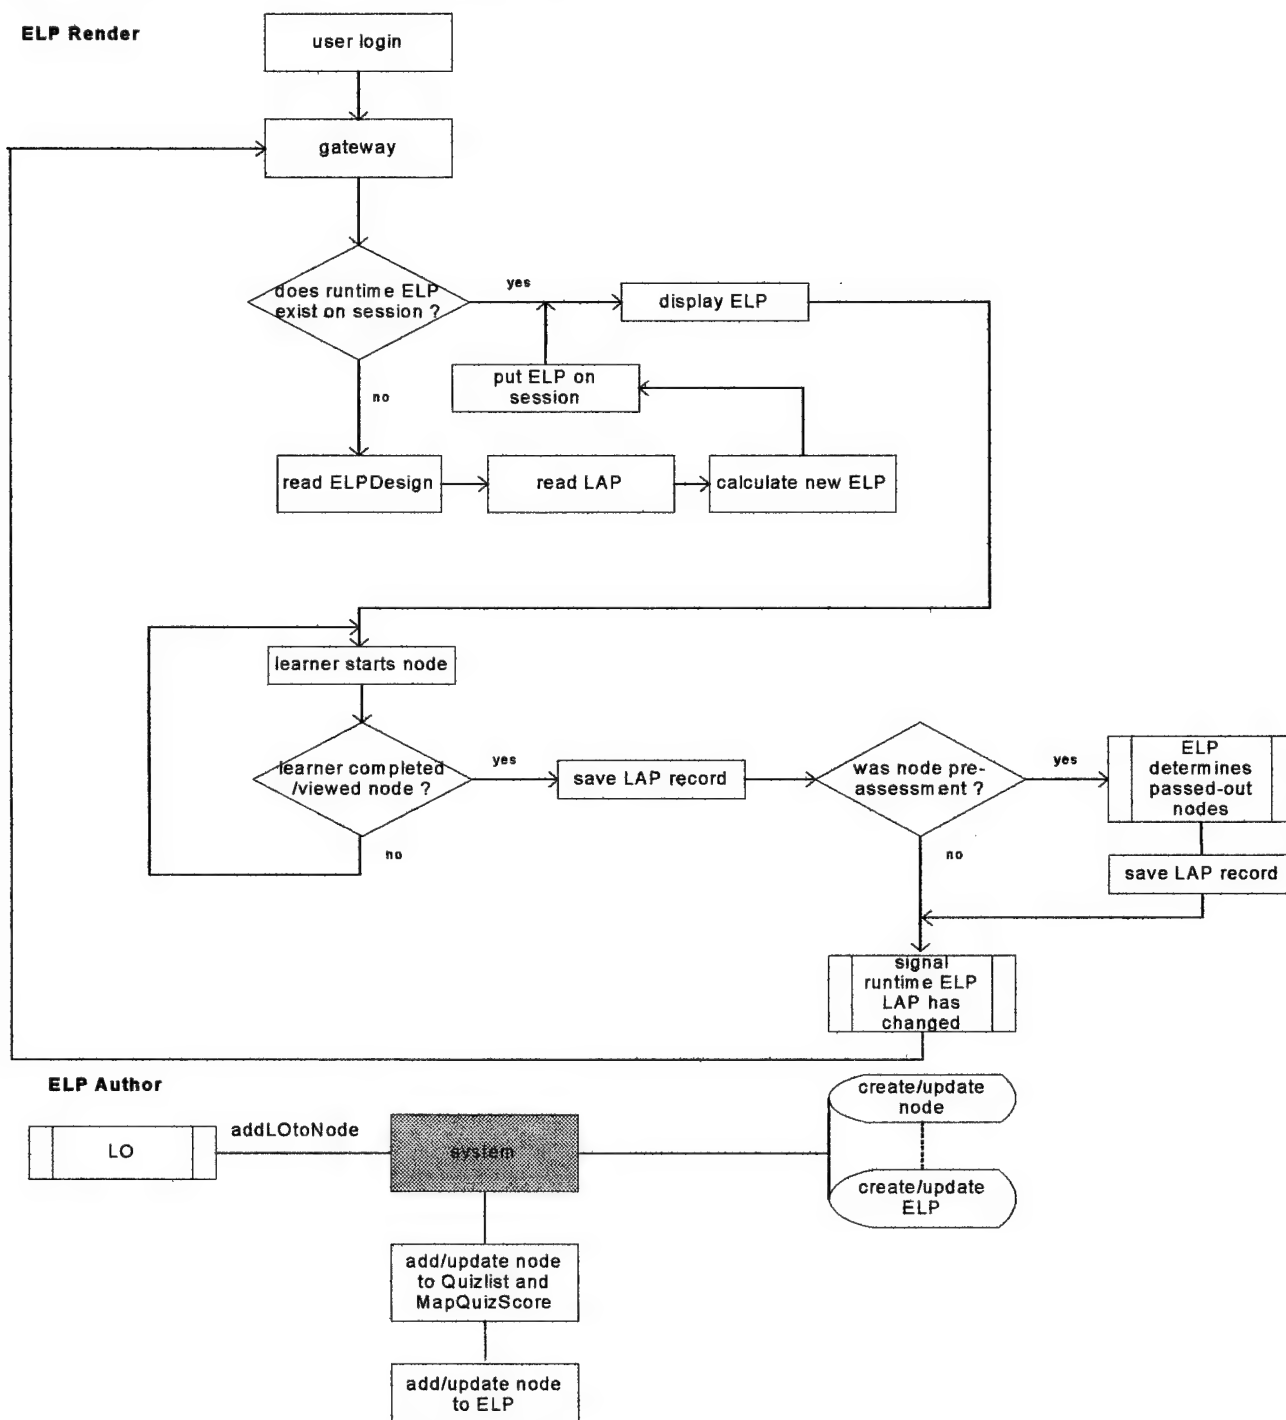 ELP Render
user login
gateway
does runtime ELP
exist on session ?
yes
display ELP
put ELP on
session
no
read ELPDesign
read LAP
calculate new ELP
learner starts node
learner completed
/viewed node ?
yes
save LAP record
was node pre-
assessment ?
yes
ELP
determines
passed-out
nodes
no
no
save LAP record
signal
runtime ELP
LAP has
changed
ELP Author
create/update
node
LO
addLOtoNode
system
create/update
ELP
add/update node
to Quizlist and
MapQuizScore
add/update node
to ELP